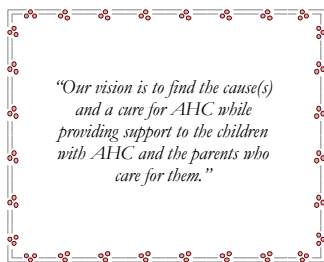 “Our vision is to find the cause(s)
and a cure for AHC while
providing support to the children
with AHC and the parents who
care for them.”